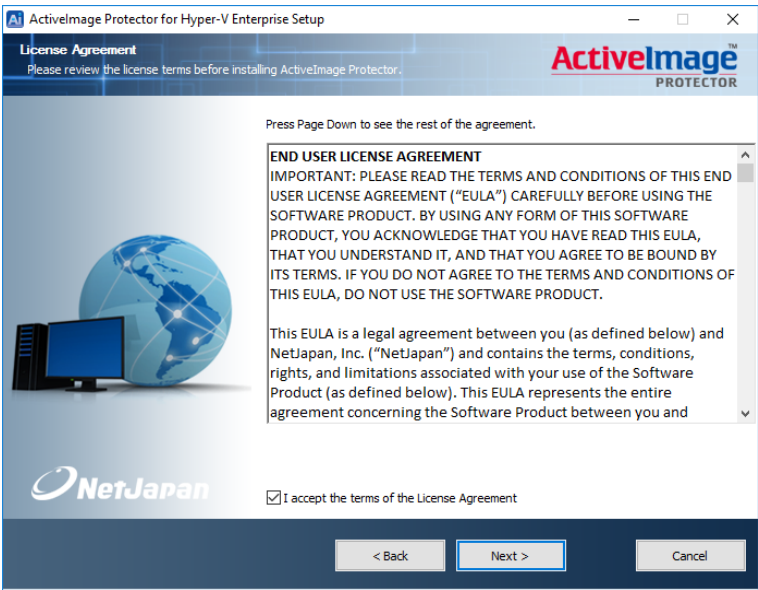 Ai ActiveImage Protector for Hyper-V Enterprise Setup
License Agreement
Please review the license terms before installing ActiveImage Protector.
ActiveImage™
PROTECTOR
Press Page Down to see the rest of the agreement.
END USER LICENSE AGREEMENT
IMPORTANT: PLEASE READ THE TERMS AND CONDITIONS OF THIS END
USER LICENSE AGREEMENT (“EULA”) CAREFULLY BEFORE USING THE
SOFTWARE PRODUCT. BY USING ANY FORM OF THIS SOFTWARE
PRODUCT, YOU ACKNOWLEDGE THAT YOU HAVE READ THIS EULA,
THAT YOU UNDERSTAND IT, AND THAT YOU AGREE TO BE BOUND BY
ITS TERMS. IF YOU DO NOT AGREE TO THE TERMS AND CONDITIONS OF
THIS EULA, DO NOT USE THE SOFTWARE PRODUCT.
This EULA is a legal agreement between you (as defined below) and
NetJapan, Inc. (“NetJapan”) and contains the terms, conditions,
rights, and limitations associated with your use of the Software
Product (as defined below). This EULA represents the entire
agreement concerning the Software Product between you and
NetJapan
I accept the terms of the License Agreement
< Back
Next >
Cancel